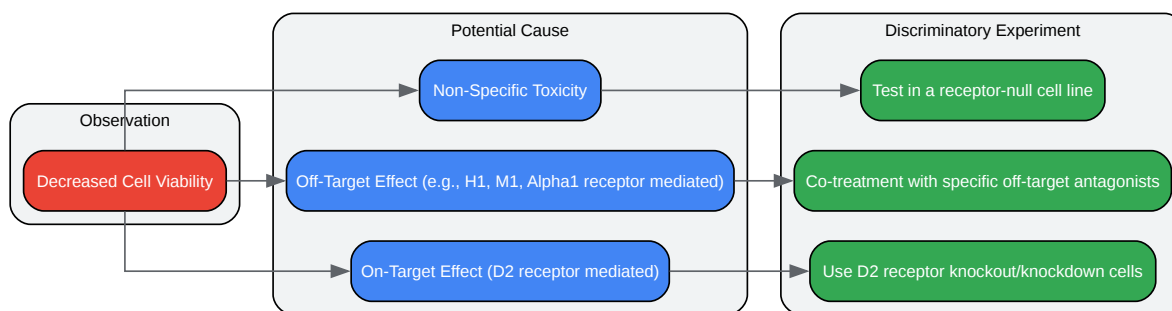 Potential Cause
Discriminatory Experiment
Non-Specific Toxicity
Test in a receptor-null cell line
Observation
Decreased Cell Viability
Off-Target Effect (e.g., H1, M1, Alpha1 receptor mediated)
Co-treatment with specific off-target antagonists
On-Target Effect (D2 receptor mediated)
Use D2 receptor knockout/knockdown cells